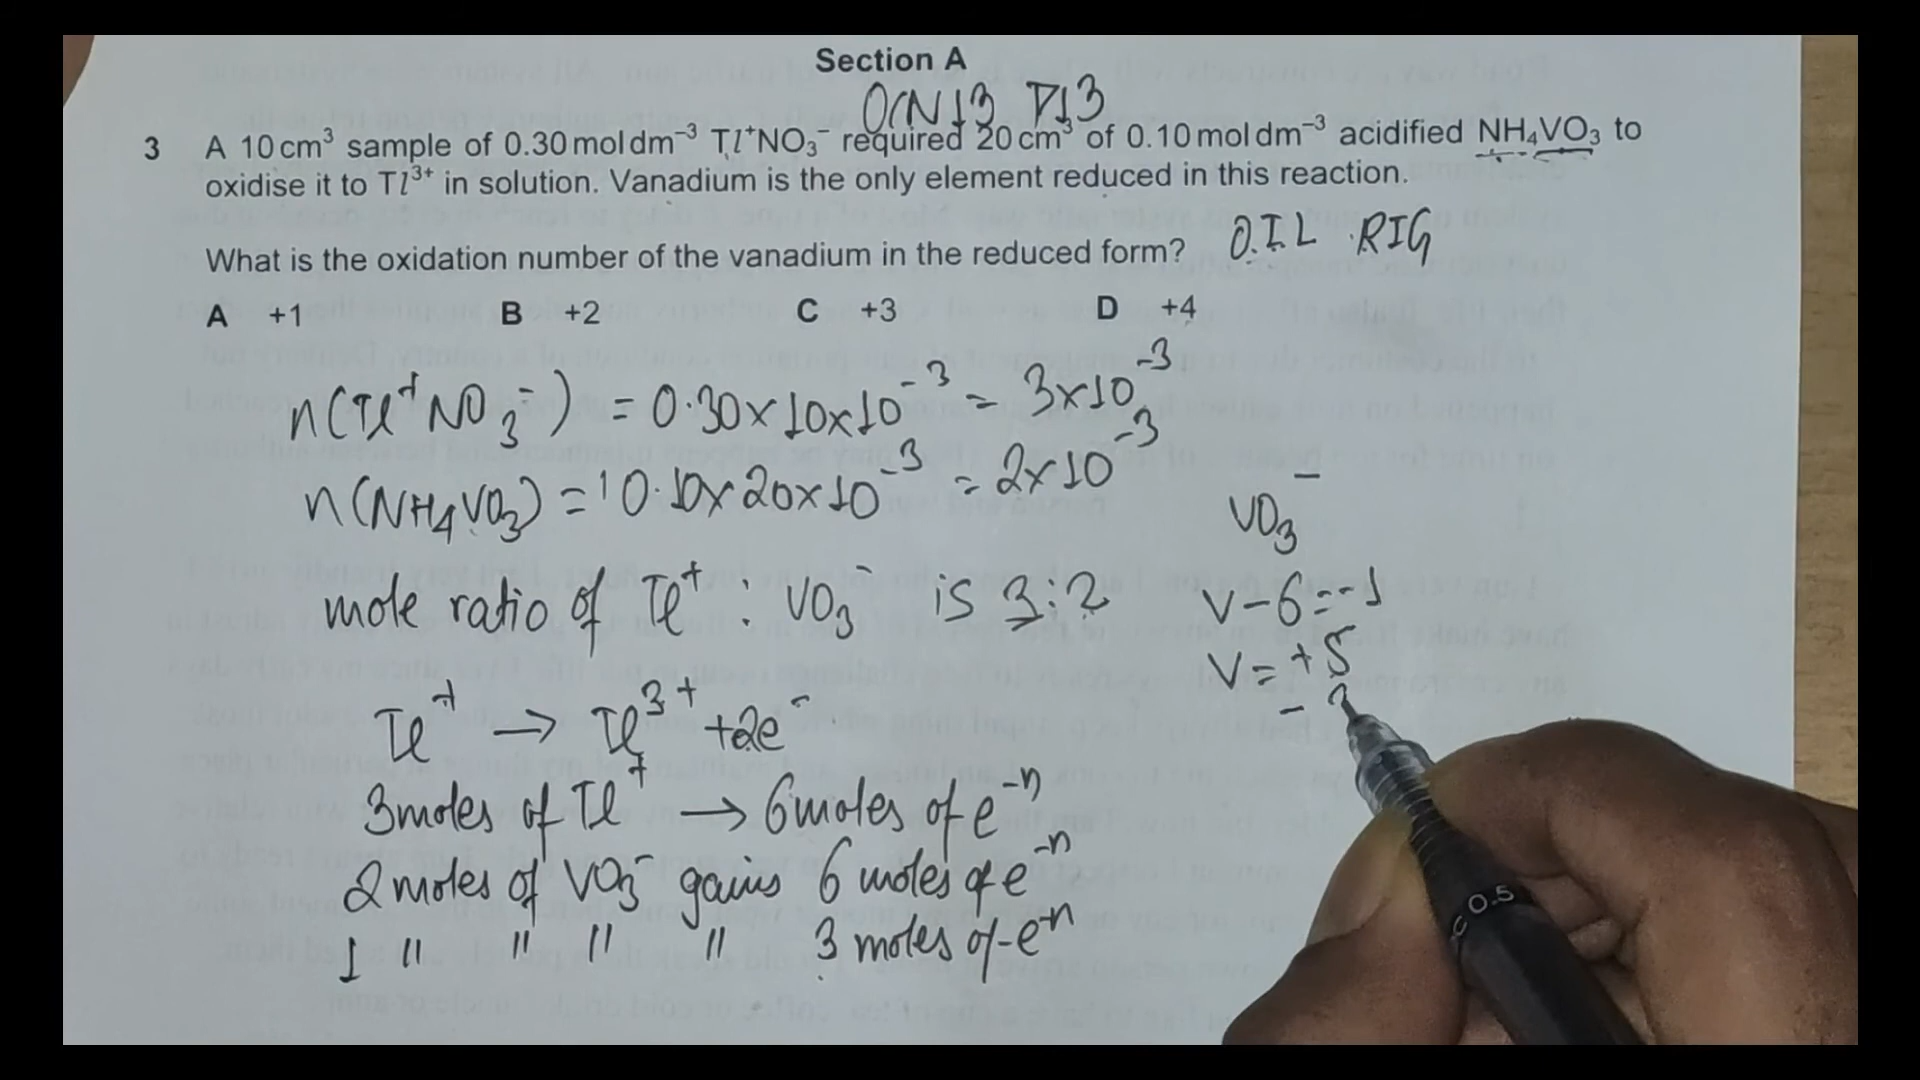 Section A
O/N 13 P13
3 A 10 cm³ sample of 0.30 mol dm⁻³ Tl⁺NO₃⁻ required 20 cm³ of 0.10 mol dm⁻³ acidified NH₄VO₃ to
oxidise it to Tl³⁺ in solution. Vanadium is the only element reduced in this reaction.
What is the oxidation number of the vanadium in the reduced form? O.I.L RIG
A +1 B +2 C +3 D +4
n(Tl⁺NO₃⁻) = 0.30×10×10⁻³ = 3×10⁻³
n(NH₄VO₃) = 0.10×20×10⁻³ = 2×10⁻³
VO₃⁻
mole ratio of Tl⁺ : VO₃⁻ is 3:2
V-6=-1
V=+5
-3
Tl⁺ → Tl³⁺ +2e⁻
3moles of Tl⁺ → 6moles of e⁻ⁿ
2moles of VO₃⁻ gains 6 moles of e⁻ⁿ
1 " " " " 3 moles of e⁻ⁿ
0.5